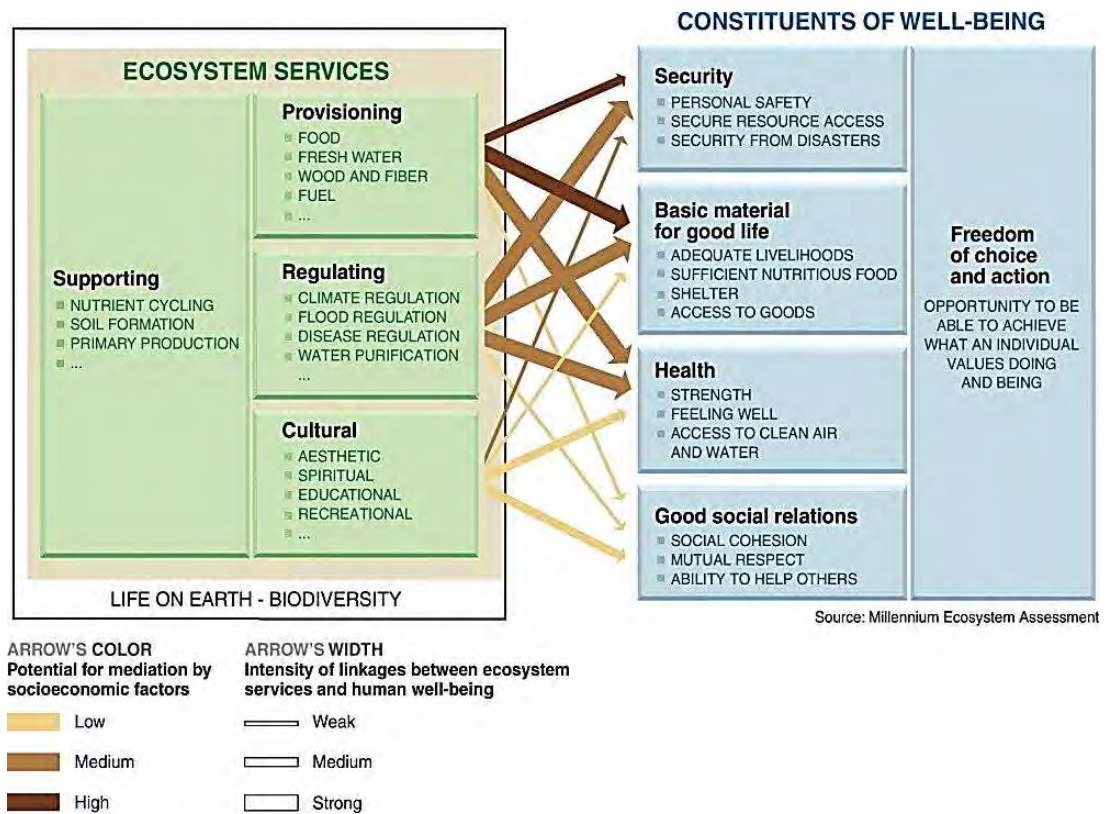 CONSTITUENTS OF WELL-BEING
ECOSYSTEM SERVICES
Supporting
NUTRIENT CYCLING
SOIL FORMATION
PRIMARY PRODUCTION
...
Provisioning
FOOD
FRESH WATER
WOOD AND FIBER
FUEL
...
Regulating
CLIMATE REGULATION
FLOOD REGULATION
DISEASE REGULATION
WATER PURIFICATION
...
Cultural
AESTHETIC
SPIRITUAL
EDUCATIONAL
RECREATIONAL
...
LIFE ON EARTH - BIODIVERSITY
Security
PERSONAL SAFETY
SECURE RESOURCE ACCESS
SECURITY FROM DISASTERS
Basic material
for good life
ADEQUATE LIVELIHOODS
SUFFICIENT NUTRITIOUS FOOD
SHELTER
ACCESS TO GOODS
Health
STRENGTH
FEELING WELL
ACCESS TO CLEAN AIR
AND WATER
Good social relations
SOCIAL COHESION
MUTUAL RESPECT
ABILITY TO HELP OTHERS
Freedom
of choice
and action
OPPORTUNITY TO BE
ABLE TO ACHIEVE
WHAT AN INDIVIDUAL
VALUES DOING
AND BEING
Source: Millennium Ecosystem Assessment
ARROW'S COLOR
Potential for mediation by
socioeconomic factors
Low
Medium
High
ARROW'S WIDTH
Intensity of linkages between ecosystem
services and human well-being
Weak
Medium
Strong